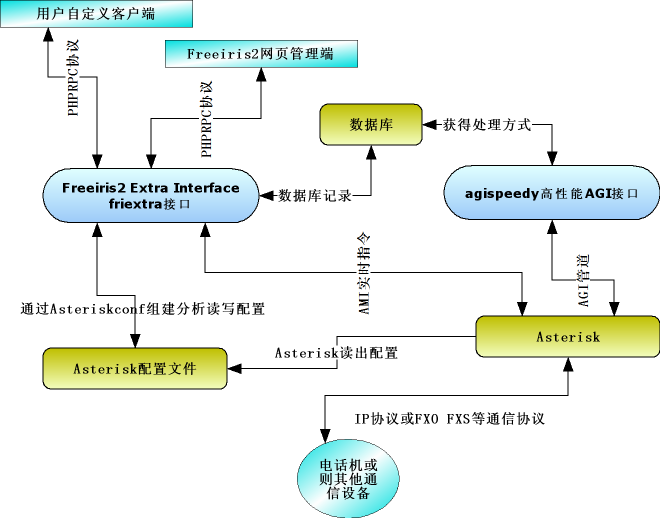 用户自定义客户端
Freeiris2网页管理端
PHPRPC协议
PHPRPC协议
数据库
获得处理方式
Freeiris2 Extra Interface
friextra接口
数据库记录
agispeedy高性能AGI接口
AMI实时指令
AGI管道
通过Asteriskconf组建分析读写配置
Asterisk
Asterisk读出配置
Asterisk配置文件
IP协议或FXO FXS等通信协议
电话机或
则其他通
信设备